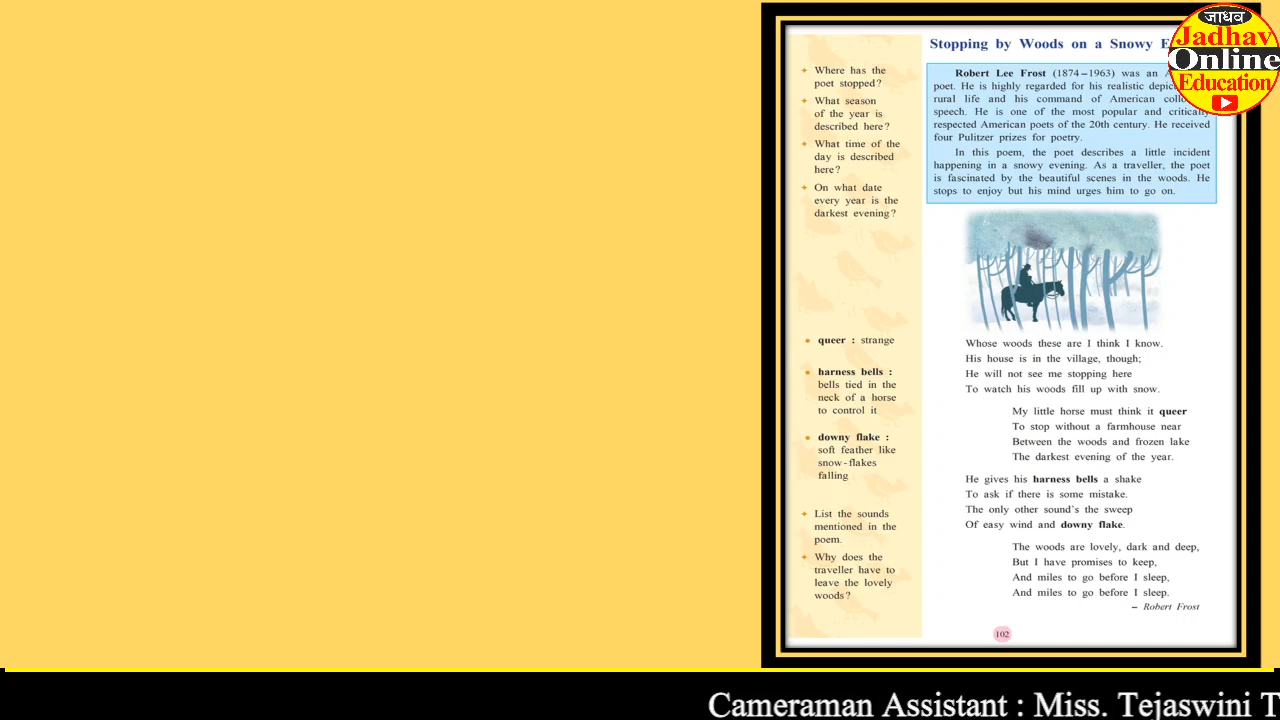 Stopping by Woods on a Snowy
जाधव
Jadhav
Online
Education
Where has the
poet stopped?
What season
of the year is
described here?
What time of the
day is described
here?
On what date
every year is the
darkest evening?
Robert Lee Frost (1874–1963) was an
poet. He is highly regarded for his realistic
rural life and his command of American
speech. He is one of the most popular and critically
respected American poets of the 20th century. He received
four Pulitzer prizes for poetry.
In this poem, the poet describes a little incident
happening in a snowy evening. As a traveller, the poet
is fascinated by the beautiful scenes in the woods. He
stops to enjoy but his mind urges him to go on.
queer : strange
harness bells :
bells tied in the
neck of a horse
to control it
downy flake :
soft feather like
snow-flakes
falling
List the sounds
mentioned in the
poem.
Why does the
traveller have to
leave the lovely
woods?
Whose woods these are I think I know.
His house is in the village, though;
He will not see me stopping here
To watch his woods fill up with snow.
My little horse must think it queer
To stop without a farmhouse near
Between the woods and frozen lake
The darkest evening of the year.
He gives his harness bells a shake
To ask if there is some mistake.
The only other sound's the sweep
Of easy wind and downy flake.
The woods are lovely, dark and deep,
But I have promises to keep,
And miles to go before I sleep,
And miles to go before I sleep.
– Robert Frost
102
Cameraman Assistant : Miss. Tejaswini T